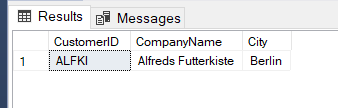 Results Messages
CustomerID CompanyName City
1 ALFKI Alfreds Futterkiste Berlin